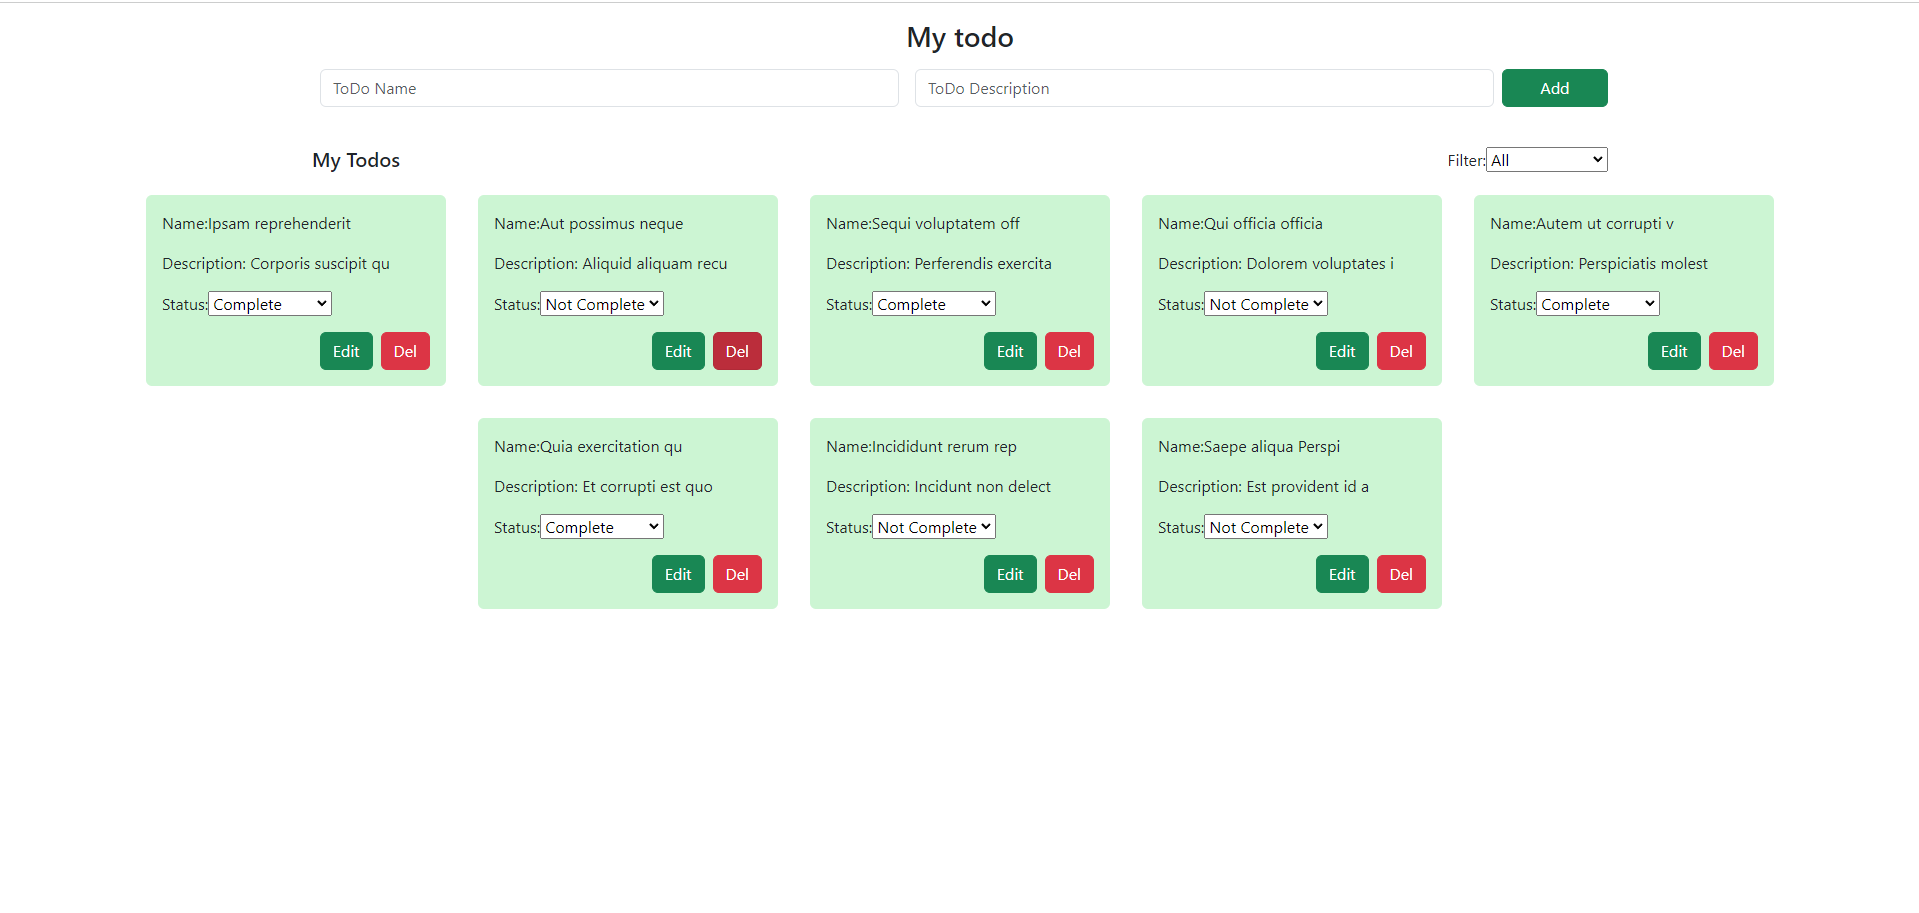 My todo
ToDo Name ToDo Description Add
My Todos Filter:All
Name:Ipsam reprehenderit
Description: Corporis suscipit qu
Status:Complete
Edit Del
Name:Aut possimus neque
Description: Aliquid aliquam recu
Status:Not Complete
Edit Del
Name:Sequi voluptatem off
Description: Perferendis exercita
Status:Complete
Edit Del
Name:Qui officia officia
Description: Dolorem voluptates i
Status:Not Complete
Edit Del
Name:Autem ut corrupti v
Description: Perspiciatis molest
Status:Complete
Edit Del
Name:Quia exercitation qu
Description: Et corrupti est quo
Status:Complete
Edit Del
Name:Incididunt rerum rep
Description: Incidunt non delect
Status:Not Complete
Edit Del
Name:Saepe aliqua Perspi
Description: Est provident id a
Status:Not Complete
Edit Del